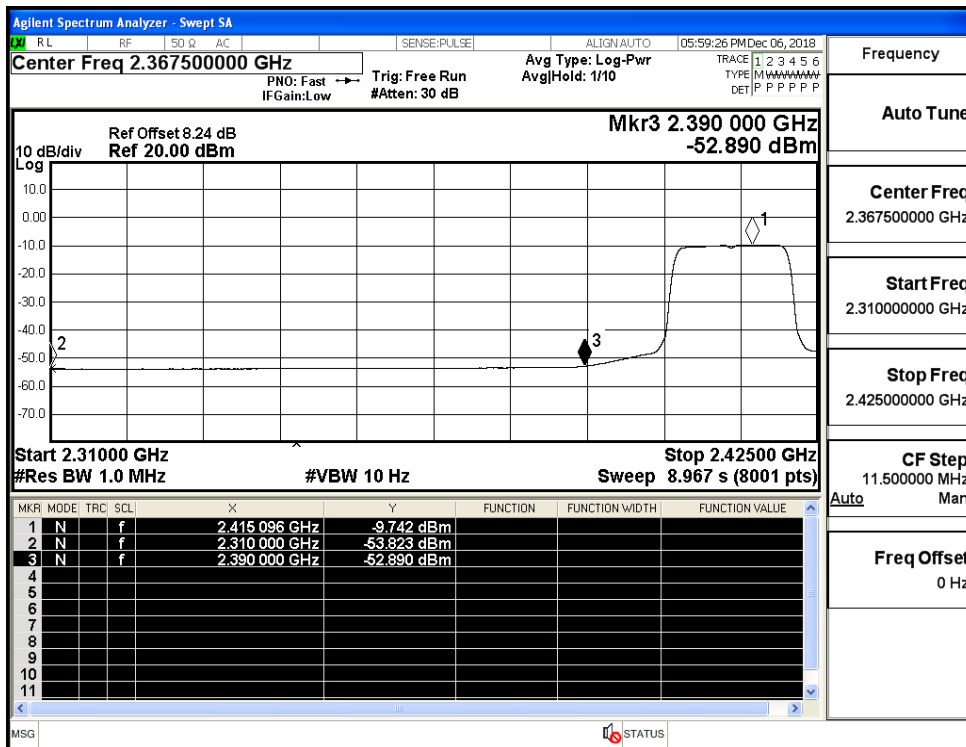 Agilent Spectrum Analyzer - Swept SA
LXI RL RF 50 Ω AC SENSE:PULSE ALIGN AUTO 05:59:26 PM Dec 06, 2018
Center Freq 2.367500000 GHz
PNO: Fast
IFGain:Low
Trig: Free Run
#Atten: 30 dB
Avg Type: Log-Pwr
Avg|Hold: 1/10
TRACE 1 2 3 4 5 6
TYPE M WWWWW
DET P P P P P P
Ref Offset 8.24 dB
10 dB/div Ref 20.00 dBm
Log
Mkr3 2.390 000 GHz
-52.890 dBm
10.0
0.00
-10.0
-20.0
-30.0
-40.0
-50.0
-60.0
-70.0
1
2
3
Start 2.31000 GHz Stop 2.42500 GHz
#Res BW 1.0 MHz #VBW 10 Hz Sweep 8.967 s (8001 pts)
MKR MODE TRC SCL X Y FUNCTION FUNCTION WIDTH FUNCTION VALUE
1 N f 2.415 096 GHz -9.742 dBm
2 N f 2.310 000 GHz -53.823 dBm
3 N f 2.390 000 GHz -52.890 dBm
4
5
6
7
8
9
10
11
MSG STATUS
Frequency
Auto Tune
Center Freq
2.367500000 GHz
Start Freq
2.310000000 GHz
Stop Freq
2.425000000 GHz
CF Step
11.500000 MHz
Auto Man
Freq Offset
0 Hz